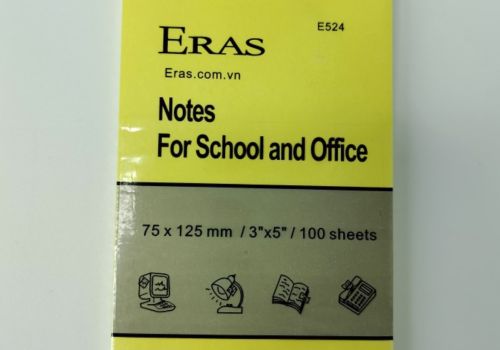 E524
ERAS
Eras.com.vn
Notes
For School and Office
75 x 125 mm / 3"x5" / 100 sheets